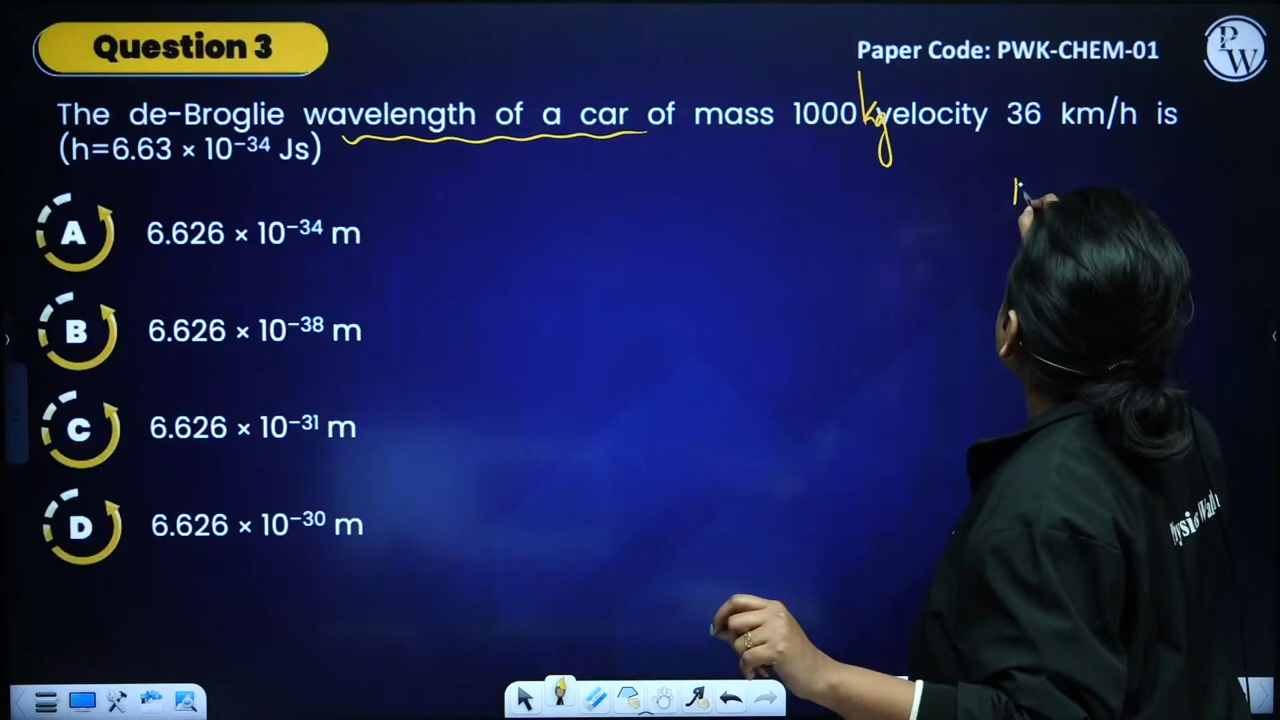 Question 3
Paper Code: PWK-CHEM-01
PW
The de-Broglie wavelength of a car of mass 1000 kg velocity 36 km/h is
(h=6.63 × 10⁻³⁴ Js)
A 6.626 × 10⁻³⁴ m
B 6.626 × 10⁻³⁸ m
C 6.626 × 10⁻³¹ m
D 6.626 × 10⁻³⁰ m